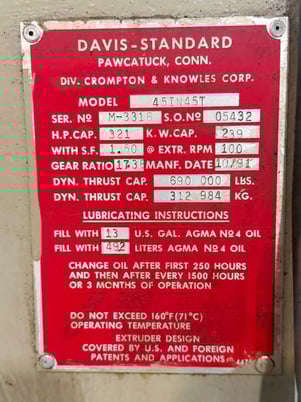 DAVIS-STANDARD
PAWCATUCK, CONN.
DIV. CROMPTON & KNOWLES CORP.
MODEL 45IN45T
SER. Nº M-3316 S.O.Nº 05432
H.P.CAP. 321 K.W.CAP. 239
WITH S.F. 1.50 @ EXTR. RPM 100
GEAR RATIO MANF. DATE 10/91
DYN. THRUST CAP. 690 000 LBS.
DYN. THRUST CAP. 312 984 KG.
LUBRICATING INSTRUCTIONS
FILL WITH 13 U.S. GAL. AGMA Nº4 OIL
FILL WITH 492 LITERS AGMA Nº4 OIL
CHANGE OIL AFTER FIRST 250 HOURS
AND THEN AFTER EVERY 1500 HOURS
OR 3 MONTHS OF OPERATION
DO NOT EXCEED 160°F(71°C)
OPERATING TEMPERATURE
EXTRUDER DESIGN
COVERED BY U.S. AND FOREIGN
PATENTS AND APPLICATIONS